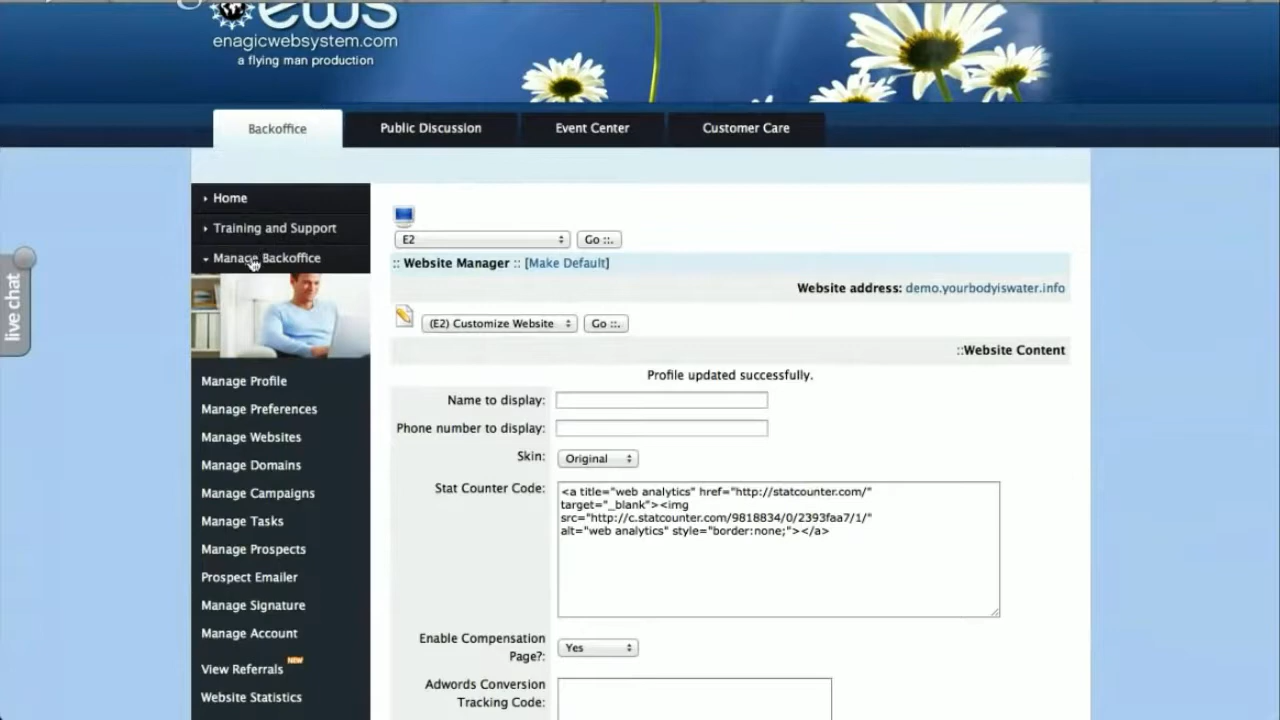 ews
enagicwebsystem.com
a flying man production
Backoffice
Public Discussion
Event Center
Customer Care
live chat
Home
Training and Support
Manage Backoffice
Manage Profile
Manage Preferences
Manage Websites
Manage Domains
Manage Campaigns
Manage Tasks
Manage Prospects
Prospect Emailer
Manage Signature
Manage Account
View Referrals NEW
Website Statistics
E2 Go ::.
:: Website Manager :: [Make Default]
Website address: demo.yourbodyiswater.info
(E2) Customize Website Go ::.
::Website Content
Profile updated successfully.
Name to display:
Phone number to display:
Skin: Original
Stat Counter Code:
<a title="web analytics" href="http://statcounter.com/"
target="_blank"><img
src="http://c.statcounter.com/9818834/0/2393faa7/1/"
alt="web analytics" style="border:none;"></a>
Enable Compensation
Page?: Yes
Adwords Conversion
Tracking Code: